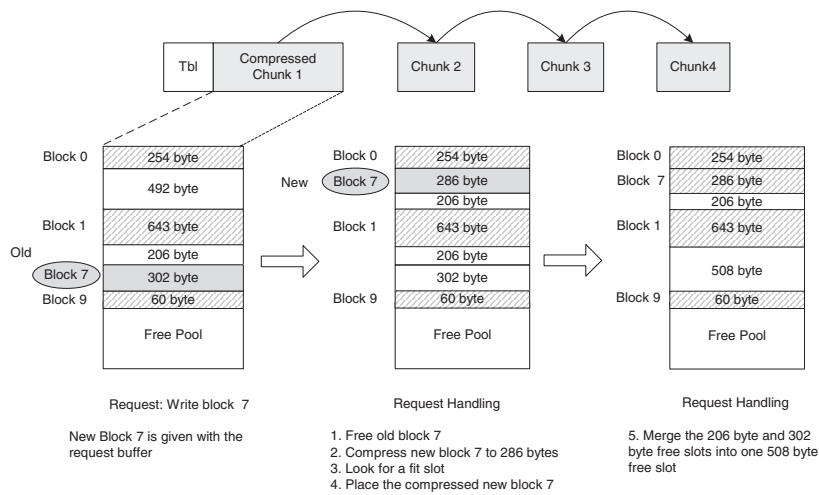 Tbl
Compressed
Chunk 1
Chunk 2
Chunk 3
Chunk4
Block 0
254 byte
492 byte
Block 1
643 byte
206 byte
Old
Block 7
302 byte
Block 9
60 byte
Free Pool
Block 0
254 byte
New
Block 7
286 byte
206 byte
Block 1
643 byte
206 byte
302 byte
Block 9
60 byte
Free Pool
Block 0
254 byte
Block 7
286 byte
206 byte
Block 1
643 byte
508 byte
Block 9
60 byte
Free Pool
Request: Write block 7
New Block 7 is given with the
request buffer
Request Handling
1. Free old block 7
2. Compress new block 7 to 286 bytes
3. Look for a fit slot
4. Place the compressed new block 7
Request Handling
5. Merge the 206 byte and 302
byte free slots into one 508 byte
free slot